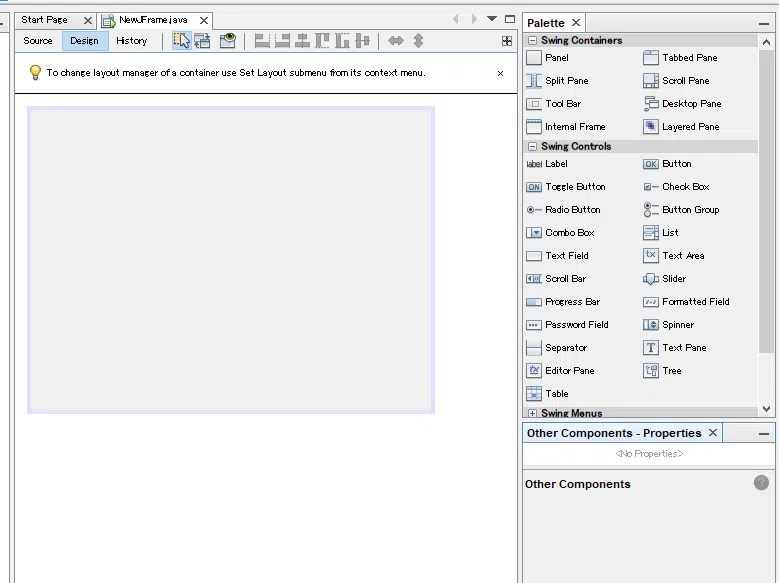 Start Page
NewJFrame.java
Source Design History
To change layout manager of a container use Set Layout submenu from its context menu.
Palette
Swing Containers
Panel Tabbed Pane
Split Pane Scroll Pane
Tool Bar Desktop Pane
Internal Frame Layered Pane
Swing Controls
label Label OK Button
ON Toggle Button Check Box
Radio Button Button Group
Combo Box List
Text Field Text Area
Scroll Bar Slider
Progress Bar Formatted Field
Password Field Spinner
Separator T Text Pane
Editor Pane Tree
Table
Swing Menus
Other Components - Properties
<No Properties>
Other Components